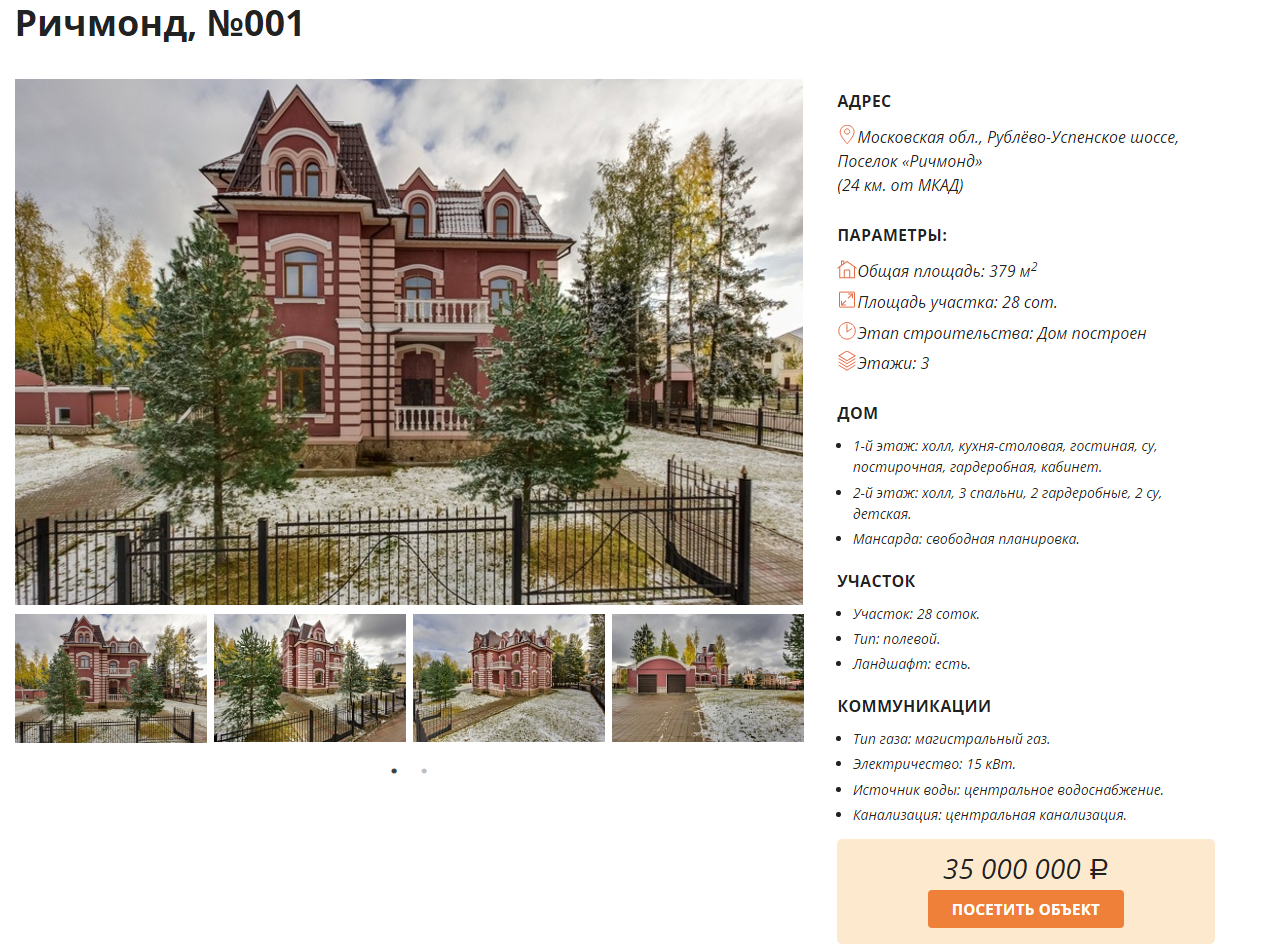 Ричмонд, №001
АДРЕС
Московская обл., Рублёво-Успенское шоссе,
Поселок «Ричмонд»
(24 км. от МКАД)
ПАРАМЕТРЫ:
Общая площадь: 379 м²
Площадь участка: 28 сот.
Этап строительства: Дом построен
Этажи: 3
ДОМ
1-й этаж: холл, кухня-столовая, гостиная, су,
постирочная, гардеробная, кабинет.
2-й этаж: холл, 3 спальни, 2 гардеробные, 2 су,
детская.
Мансарда: свободная планировка.
УЧАСТОК
Участок: 28 соток.
Тип: полевой.
Ландшафт: есть.
КОММУНИКАЦИИ
Тип газа: магистральный газ.
Электричество: 15 кВт.
Источник воды: центральное водоснабжение.
Канализация: центральная канализация.
35 000 000 ₽
ПОСЕТИТЬ ОБЪЕКТ